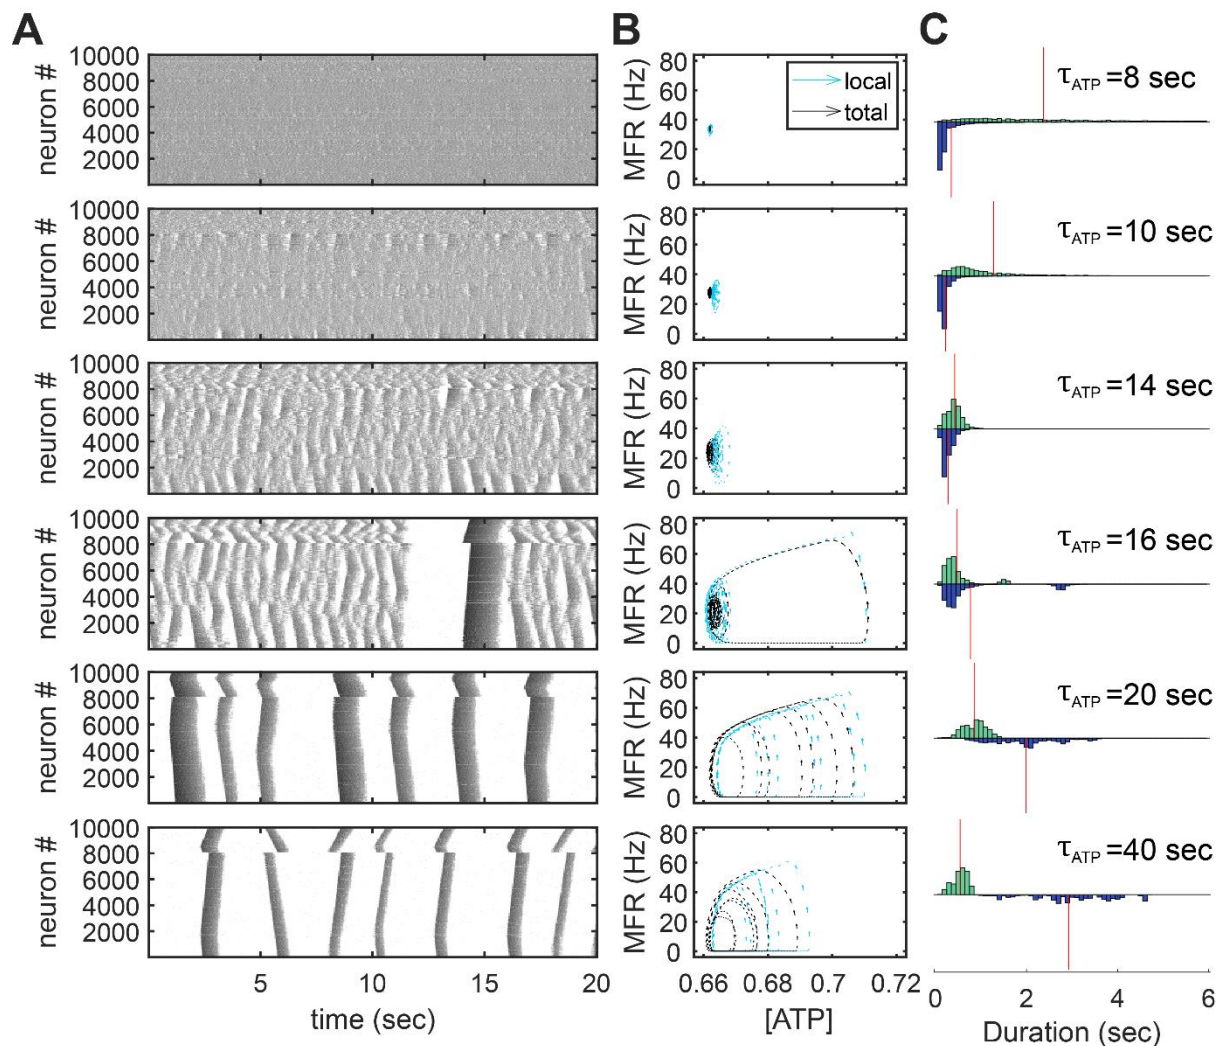 A
B
C
neuron #
10000
8000
6000
4000
2000
MFR (Hz)
80
60
40
20
0
local
total
τATP =8 sec
neuron #
10000
8000
6000
4000
2000
MFR (Hz)
80
60
40
20
0
τATP =10 sec
neuron #
10000
8000
6000
4000
2000
MFR (Hz)
80
60
40
20
0
τATP =14 sec
neuron #
10000
8000
6000
4000
2000
MFR (Hz)
80
60
40
20
0
τATP =16 sec
neuron #
10000
8000
6000
4000
2000
MFR (Hz)
80
60
40
20
0
τATP =20 sec
neuron #
10000
8000
6000
4000
2000
MFR (Hz)
80
60
40
20
0
τATP =40 sec
5 10 15 20
time (sec)
0.66 0.68 0.7 0.72
[ATP]
0 2 4 6
Duration (sec)